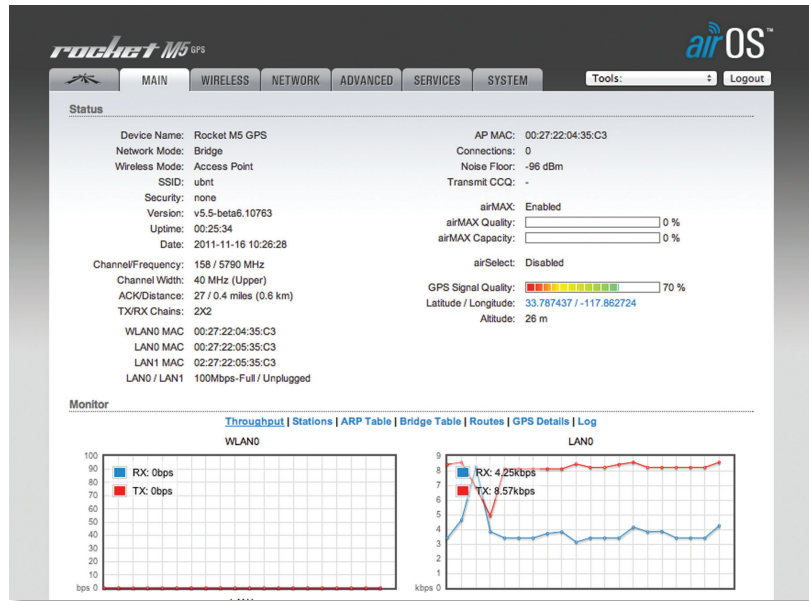 rocket M5 GPS
airOS™
MAIN WIRELESS NETWORK ADVANCED SERVICES SYSTEM Tools: Logout
Status
Device Name: Rocket M5 GPS
Network Mode: Bridge
Wireless Mode: Access Point
SSID: ubnt
Security: none
Version: v5.5-beta6.10763
Uptime: 00:25:34
Date: 2011-11-16 10:26:28
Channel/Frequency: 158 / 5790 MHz
Channel Width: 40 MHz (Upper)
ACK/Distance: 27 / 0.4 miles (0.6 km)
TX/RX Chains: 2X2
WLAN0 MAC 00:27:22:04:35:C3
LAN0 MAC 00:27:22:05:35:C3
LAN1 MAC 02:27:22:05:35:C3
LAN0 / LAN1 100Mbps-Full / Unplugged
AP MAC: 00:27:22:04:35:C3
Connections: 0
Noise Floor: -96 dBm
Transmit CCQ: -
airMAX: Enabled
airMAX Quality: 0 %
airMAX Capacity: 0 %
airSelect: Disabled
GPS Signal Quality: 70 %
Latitude / Longitude: 33.787437 / -117.862724
Altitude: 26 m
Monitor
Throughput | Stations | ARP Table | Bridge Table | Routes | GPS Details | Log
WLAN0
100
90
80
70
60
50
40
30
20
10
bps 0
RX: 0bps
TX: 0bps
LAN0
9
8
7
6
5
4
3
2
1
kbps 0
RX: 4.25kbps
TX: 8.57kbps